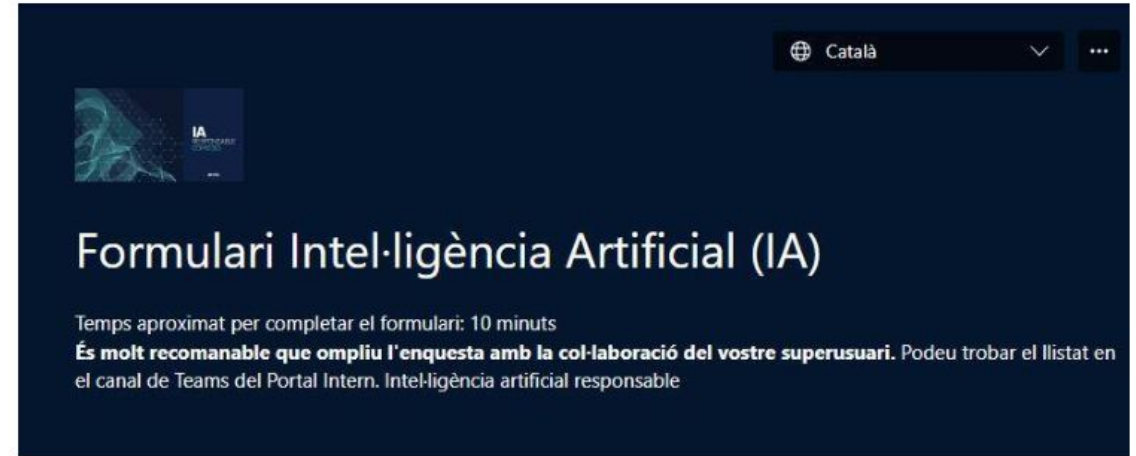 Català
IA
Formulari Intel·ligència Artificial (IA)
Temps aproximat per completar el formulari: 10 minuts
És molt recomanable que ompliu l'enquesta amb la col·laboració del vostre superusuari. Podeu trobar el llistat en
el canal de Teams del Portal Intern. Intel·ligència artificial responsable